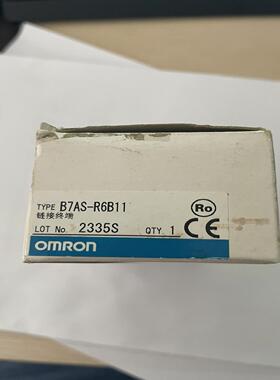 TYPE B7AS-R6B11
链接终端
LOT No. 2335S QTY 1
Ro
CE
OMRON